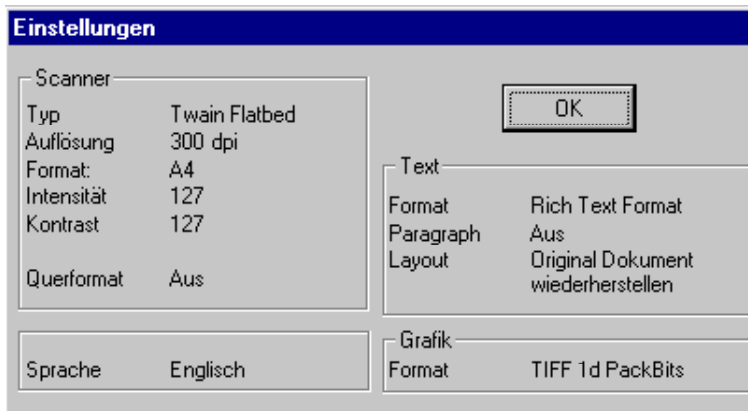 Einstellungen
Scanner
Typ Twain Flatbed
Auflösung 300 dpi
Format: A4
Intensität 127
Kontrast 127
Querformat Aus
Sprache Englisch
OK
Text
Format Rich Text Format
Paragraph Aus
Layout Original Dokument
wiederherstellen
Grafik
Format TIFF 1d PackBits